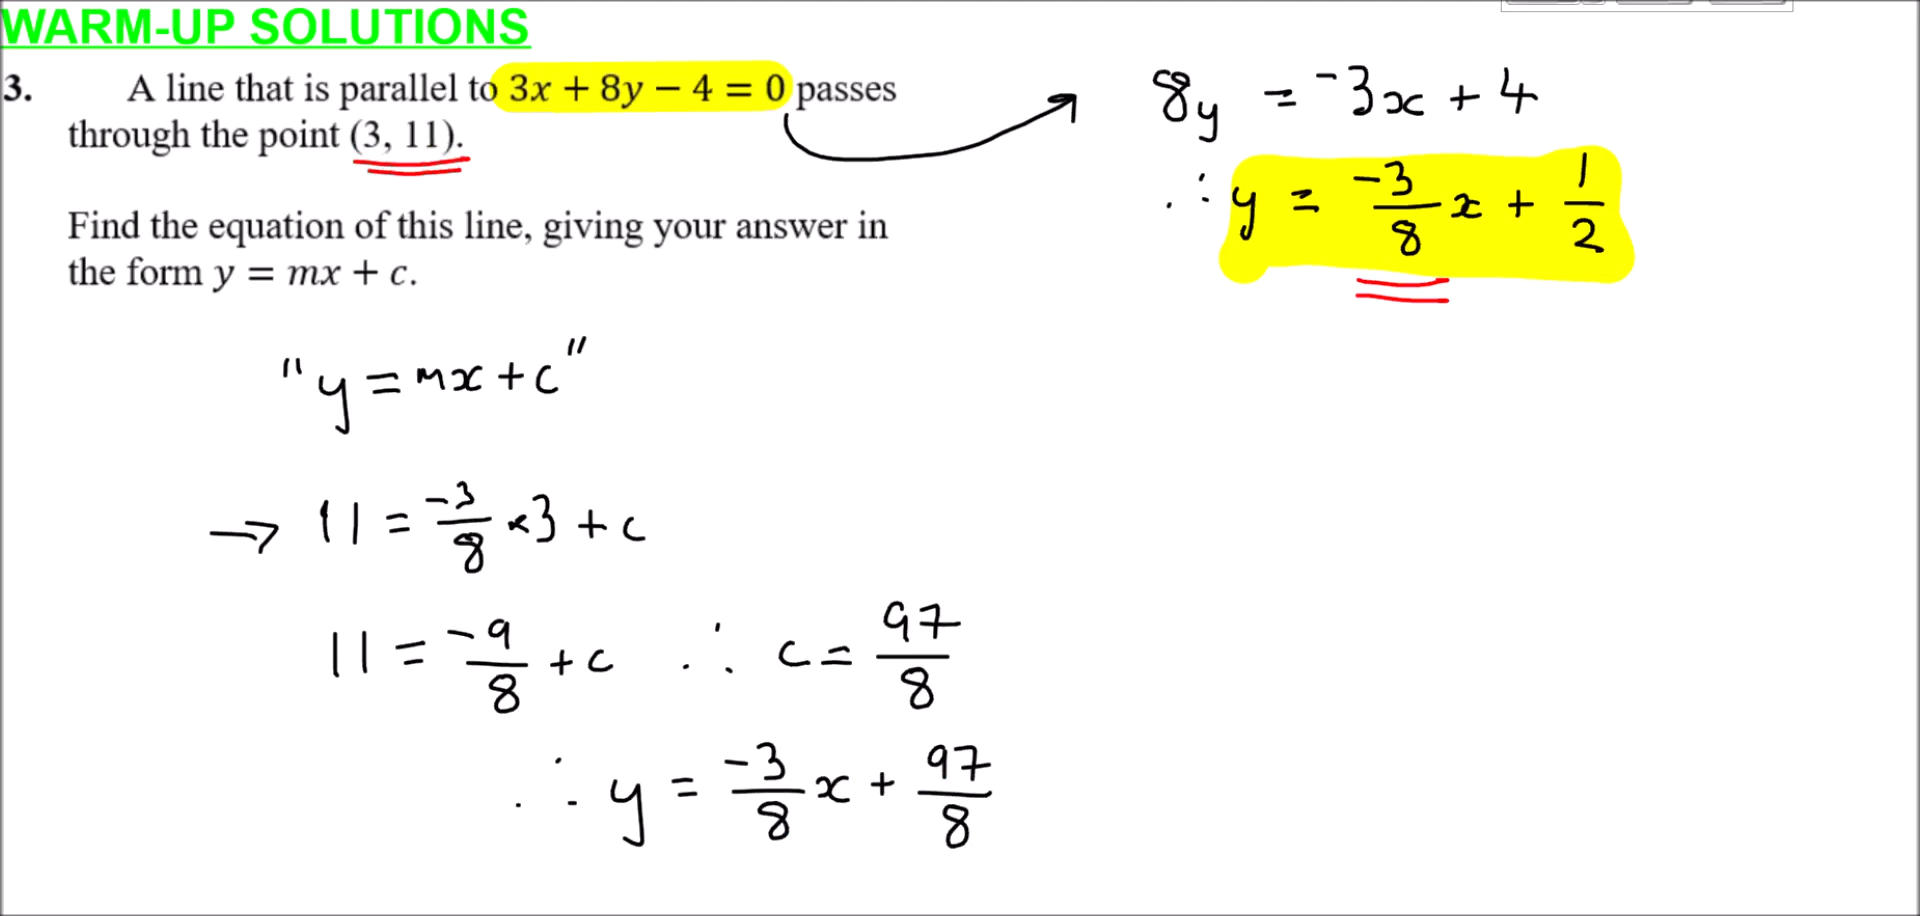 WARM-UP SOLUTIONS
3. A line that is parallel to 3x + 8y − 4 = 0 passes
through the point (3, 11).
Find the equation of this line, giving your answer in
the form y = mx + c.
8y = -3x + 4
∴ y = -3/8 x + 1/2
"y = mx + c"
→ 11 = -3/8 × 3 + c
11 = -9/8 + c ∴ c = 97/8
∴ y = -3/8 x + 97/8